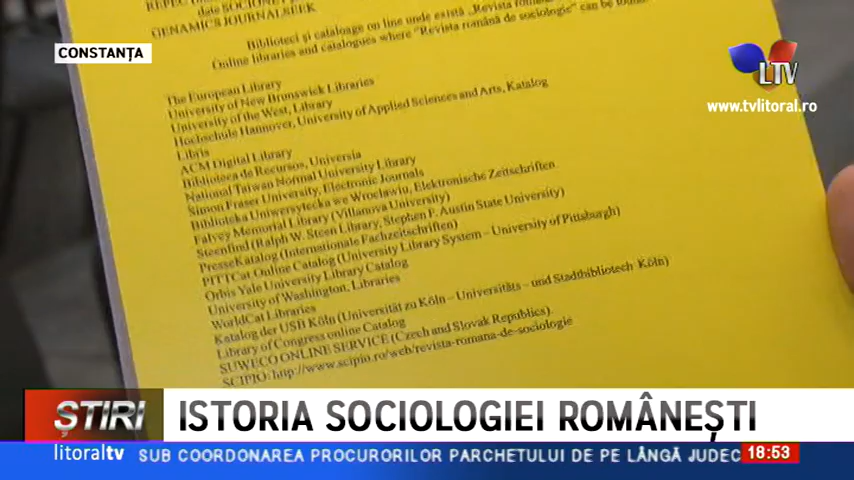 date SOCIONET
GENAMICS JOURNALSEEK
Biblioteci și cataloage on line unde există „Revista
Online libraries and catalogues where "Revista română de sociologie" can be found
CONSTANȚA
LTV
www.tvlitoral.ro
The European Library
University of New Brunswick Libraries
University of the West, Library
Hochschule Hannover, University of Applied Sciences and Arts, Katalog
Libris
ACM Digital Library
Biblioteca de Recursos, Universia
National Taiwan Normal University Library
Simon Fraser University, Electronic Journals
Biblioteka Uniwersytecka we Wrocławiu, Elektronische Zeitschriften
Falvey Memorial Library (Villanova University)
Steenfind (Ralph W. Steen Library, Stephen F. Austin State University)
PresseKatalog (Internationale Fachzeitschriften)
PITTCat Online Catalog (University Library System – University of Pittsburgh)
Orbis Yale University Library Catalog
University of Washington, Libraries
WorldCat Libraries
Katalog der USB Köln (Universität zu Köln – Universitäts – und Stadtbibliotech Köln)
Library of Congress online Catalog
SUWECO ONLINE SERVICE (Czech and Slovak Republics)
SCIPIO: http://www.scipio.ro/web/revista-romana-de-sociologie
ȘTIRI
ISTORIA SOCIOLOGIEI ROMÂNEȘTI
litoraltv
SUB COORDONAREA PROCURORILOR PARCHETULUI DE PE LÂNGĂ JUDEC
18:53